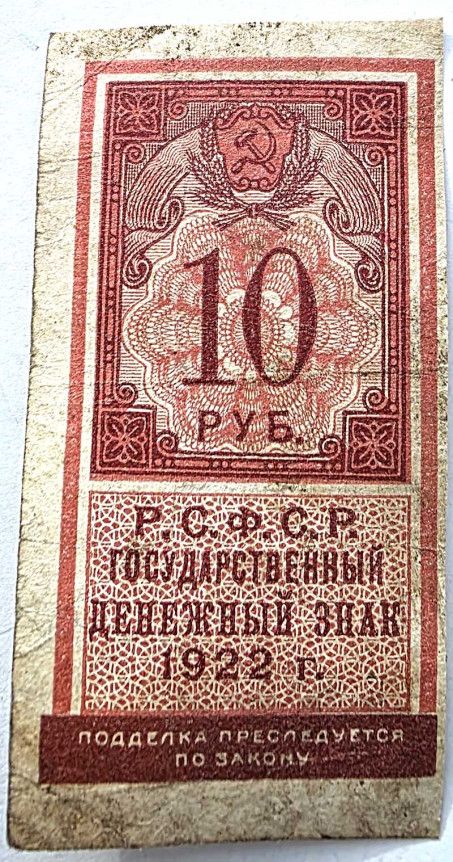 10
РУБ.
Р.С.Ф.С.Р.
ГОСУДАРСТВЕННЫЙ
ДЕНЕЖНЫЙ ЗНАК
1922 г.
ПОДДЕЛКА ПРЕСЛЕДУЕТСЯ
ПО ЗАКОНУ